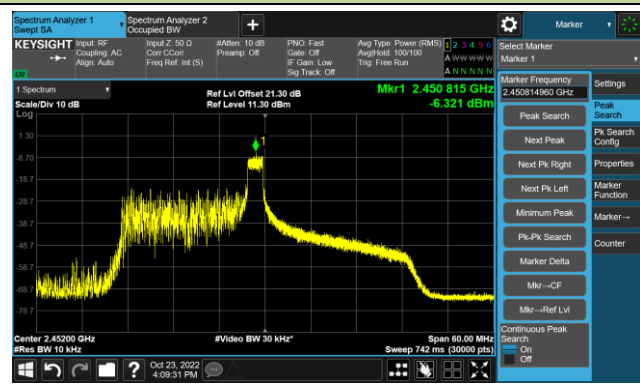 Spectrum Analyzer 1
Swept SA
Spectrum Analyzer 2
Occupied BW
+
Marker
KEYSIGHT
Input: RF
Coupling: AC
Align: Auto
Input Z: 50 Ω
Corr CCorr
Freq Ref: Int (S)
#Atten: 10 dB
Preamp: Off
PNO: Fast
Gate: Off
IF Gain: Low
Sig Track: Off
Avg Type: Power (RMS)
Avg|Hold: 100/100
Trig: Free Run
1 2 3 4 5 6
A W W W W W
A N N N N N
LXI
Select Marker
Marker 1
1 Spectrum
Scale/Div 10 dB
Log
Ref Lvl Offset 21.30 dB
Ref Level 11.30 dBm
Mkr1 2.450 815 GHz
-6.321 dBm
1.30
-8.70
-18.7
-28.7
-38.7
-48.7
-58.7
-68.7
-78.7
1
Center 2.45200 GHz
#Res BW 10 kHz
#Video BW 30 kHz*
Span 60.00 MHz
Sweep 742 ms (30000 pts)
Marker Frequency
2.450814960 GHz
Peak Search
Next Peak
Next Pk Right
Next Pk Left
Minimum Peak
Pk-Pk Search
Marker Delta
Mkr→CF
Mkr→Ref Lvl
Continuous Peak
Search
On
Off
Settings
Peak
Search
Pk Search
Config
Properties
Marker
Function
Marker→
Counter
?
Oct 23, 2022
4:09:31 PM